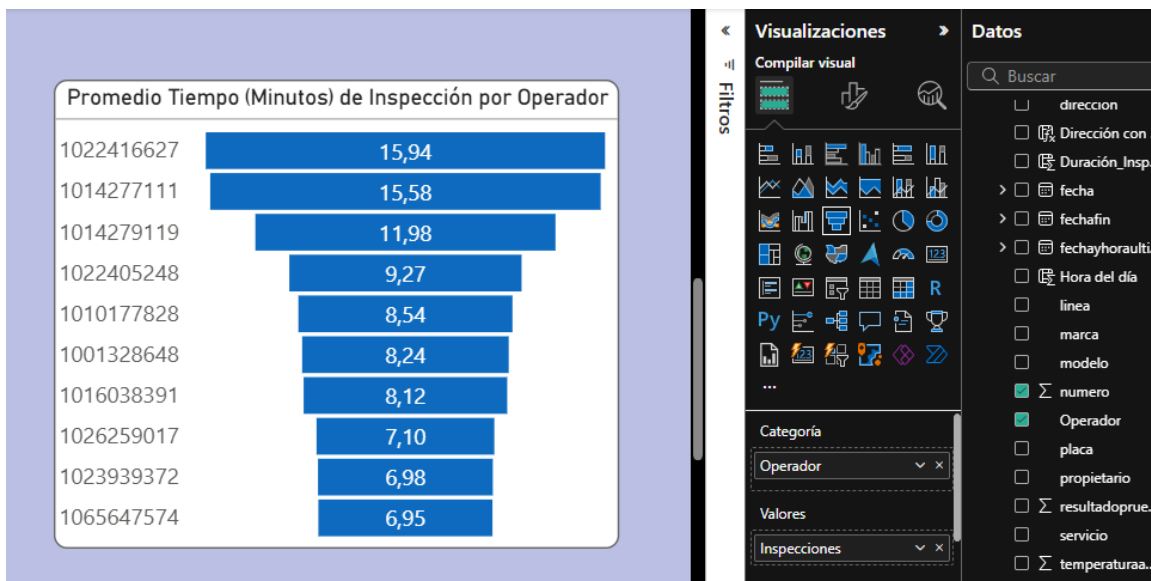 Promedio Tiempo (Minutos) de Inspección por Operador
1022416627 15,94
1014277111 15,58
1014279119 11,98
1022405248 9,27
1010177828 8,54
1001328648 8,24
1016038391 8,12
1026259017 7,10
1023939372 6,98
1065647574 6,95
Filtros
Visualizaciones
Compilar visual
123
R
Py
123
...
Categoría
Operador
Valores
Inspecciones
Datos
Buscar
direccion
Dirección con ...
Duración_Insp...
fecha
fechafin
fechayhoraulti...
Hora del día
linea
marca
modelo
numero
Operador
placa
propietario
resultadoprue...
servicio
temperaturaa...